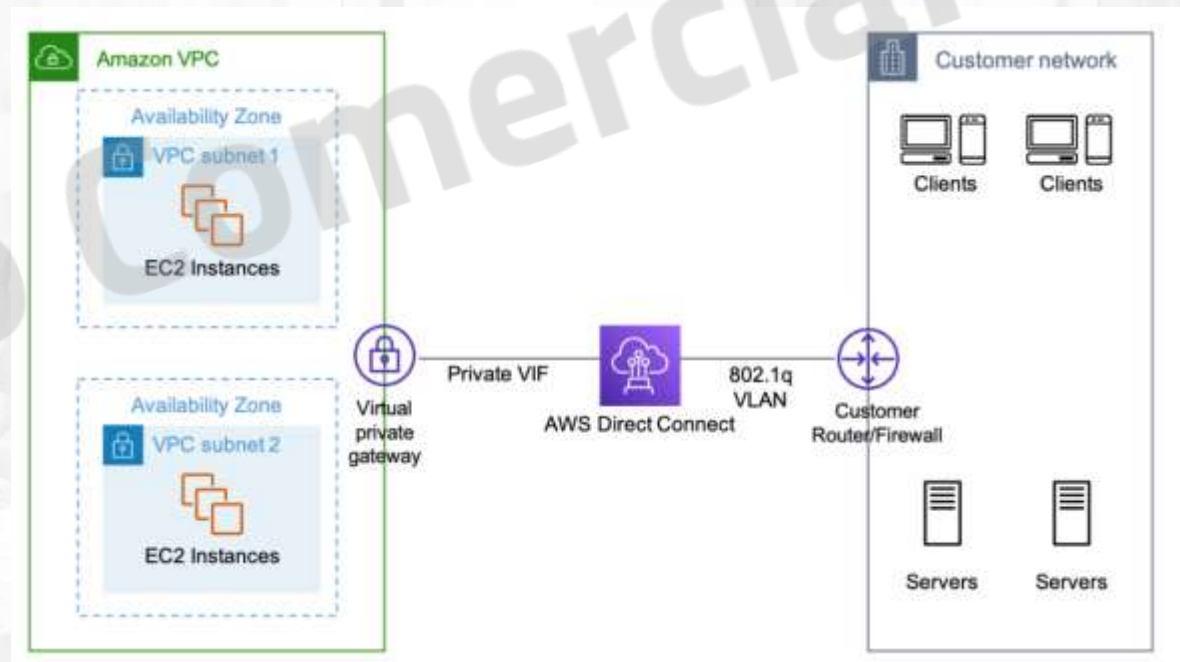 Amazon VPC
Availability Zone
VPC subnet 1
EC2 Instances
Availability Zone
VPC subnet 2
EC2 Instances
Virtual
private
gateway
Private VIF
AWS Direct Connect
802.1q
VLAN
Customer
Router/Firewall
Customer network
Clients
Clients
Servers
Servers
Comercial